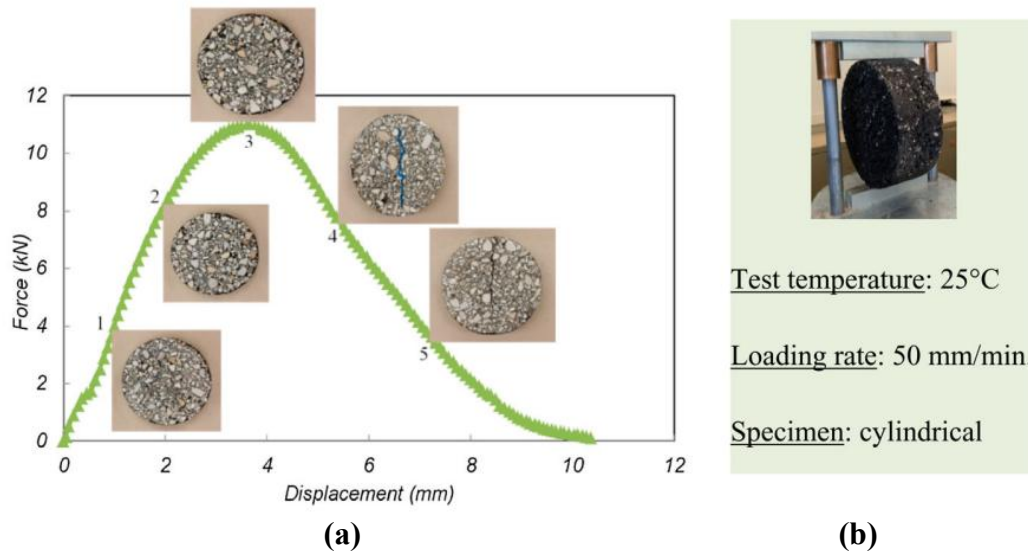 12
10
8
6
4
2
0
Force (kN)
1
2
3
4
5
0 2 4 6 8 10 12
Displacement (mm)
(a)
Test temperature: 25°C
Loading rate: 50 mm/min.
Specimen: cylindrical
(b)